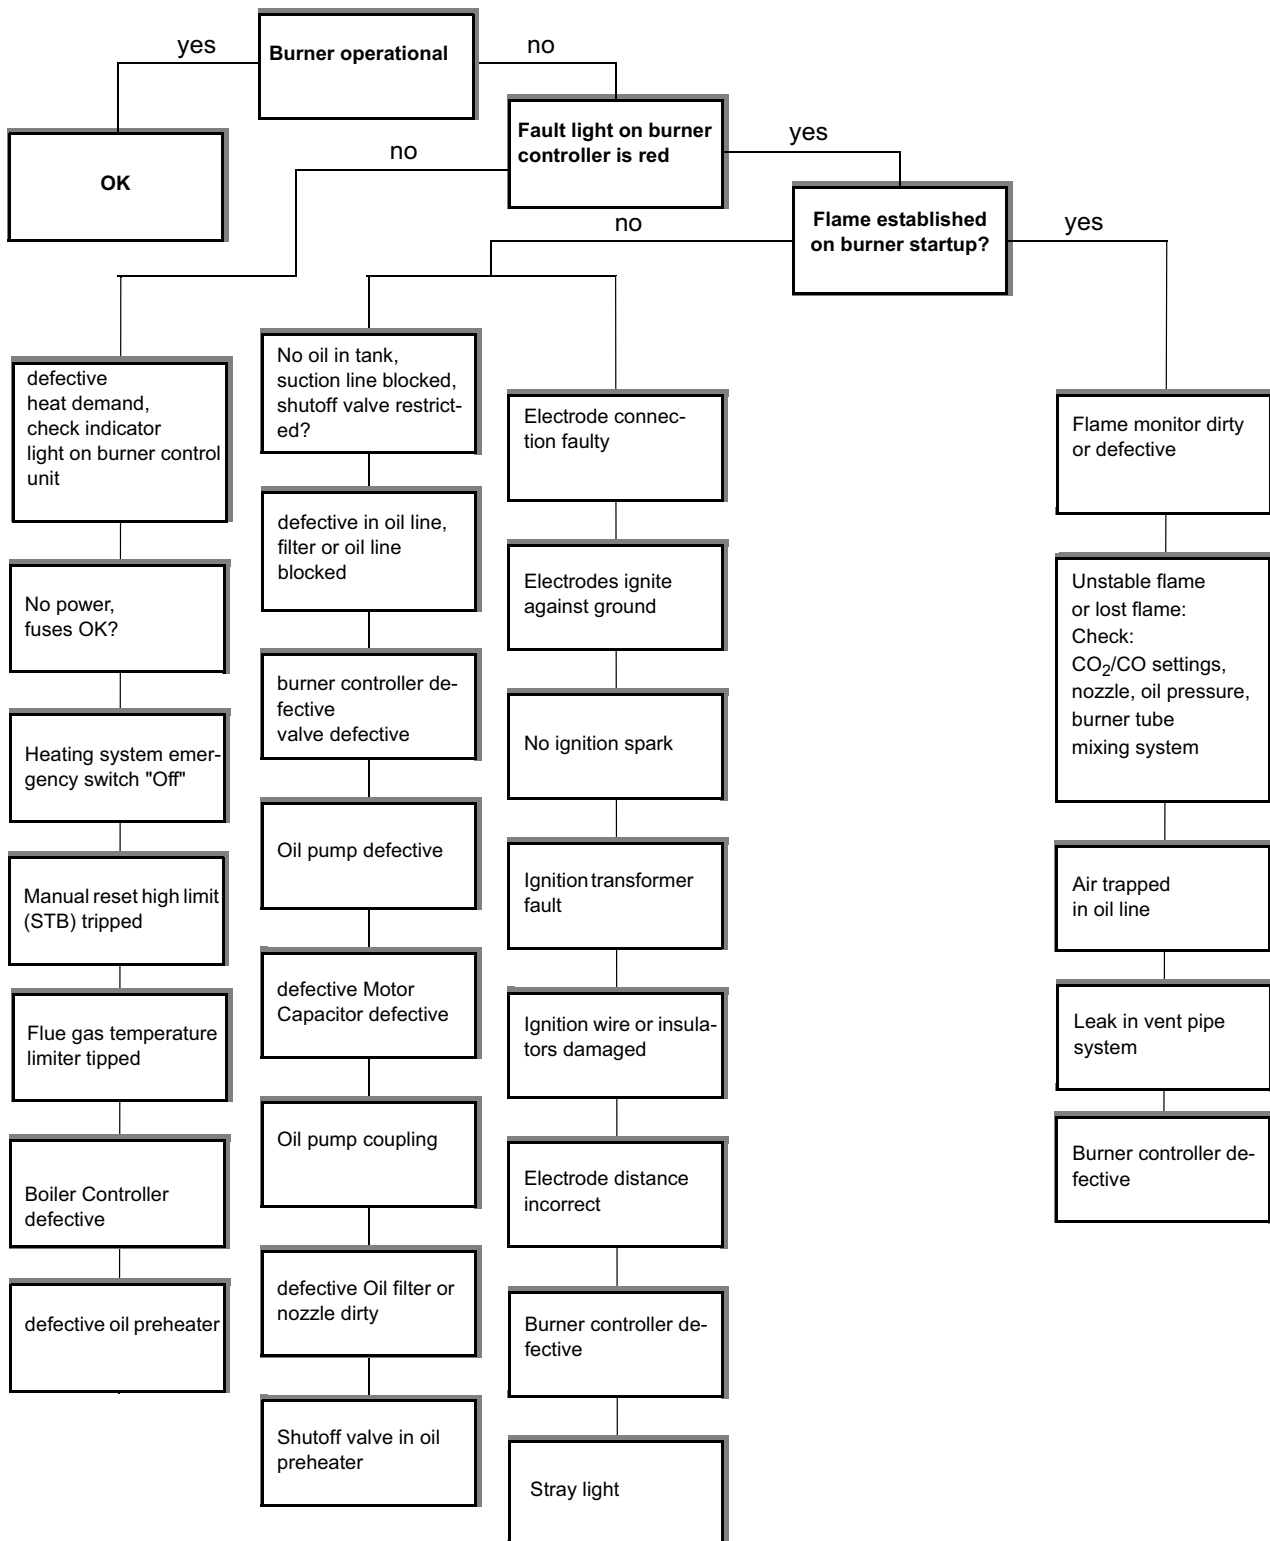 yes
Burner operational
no
OK
no
Fault light on burner
controller is red
yes
no
Flame established
on burner startup?
yes
defective
heat demand,
check indicator
light on burner control
unit
No power,
fuses OK?
Heating system emer-
gency switch "Off"
Manual reset high limit
(STB) tripped
Flue gas temperature
limiter tipped
Boiler Controller
defective
defective oil preheater
No oil in tank,
suction line blocked,
shutoff valve restrict-
ed?
defective in oil line,
filter or oil line
blocked
burner controller de-
fective
valve defective
Oil pump defective
defective Motor
Capacitor defective
Oil pump coupling
defective Oil filter or
nozzle dirty
Shutoff valve in oil
preheater
Electrode connec-
tion faulty
Electrodes ignite
against ground
No ignition spark
Ignition transformer
fault
Ignition wire or insula-
tors damaged
Electrode distance
incorrect
Burner controller de-
fective
Stray light
Flame monitor dirty
or defective
Unstable flame
or lost flame:
Check:
CO₂/CO settings,
nozzle, oil pressure,
burner tube
mixing system
Air trapped
in oil line
Leak in vent pipe
system
Burner controller de-
fective